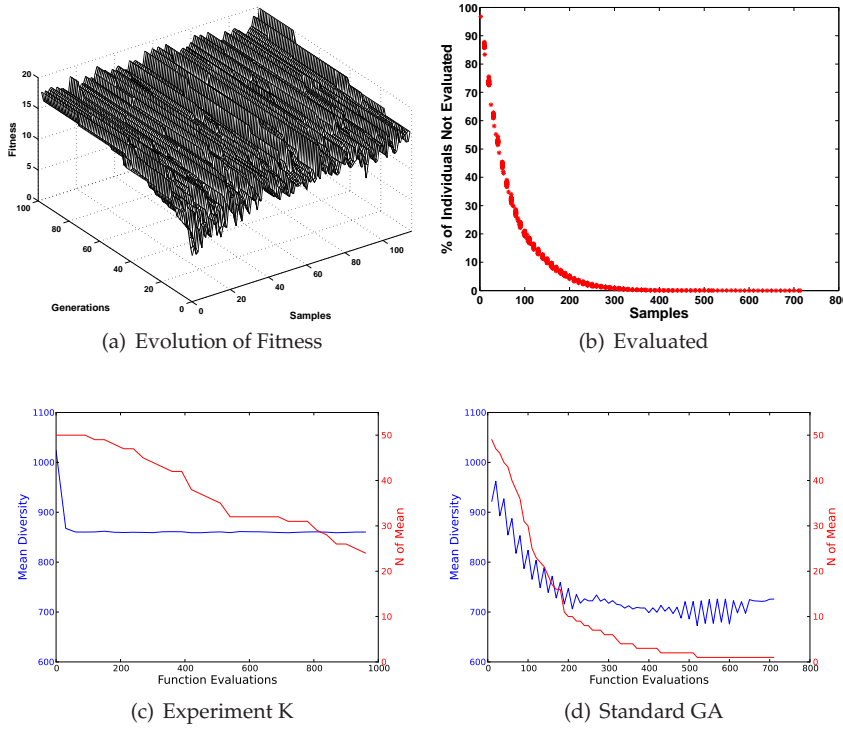 20
15
10
5
0
Fitness
100
80
60
40
20
0
Generations
0
20
40
60
80
100
Samples
(a) Evolution of Fitness
100
90
80
70
60
50
40
30
20
10
0
% of Individuals Not Evaluated
0 100 200 300 400 500 600 700 800
Samples
(b) Evaluated
1100
1000
900
800
700
600
Mean Diversity
50
40
30
20
10
0
N of Mean
0 200 400 600 800 1000
Function Evaluations
(c) Experiment K
1100
1000
900
800
700
600
Mean Diversity
50
40
30
20
10
0
N of Mean
0 100 200 300 400 500 600 700 800
Function Evaluations
(d) Standard GA